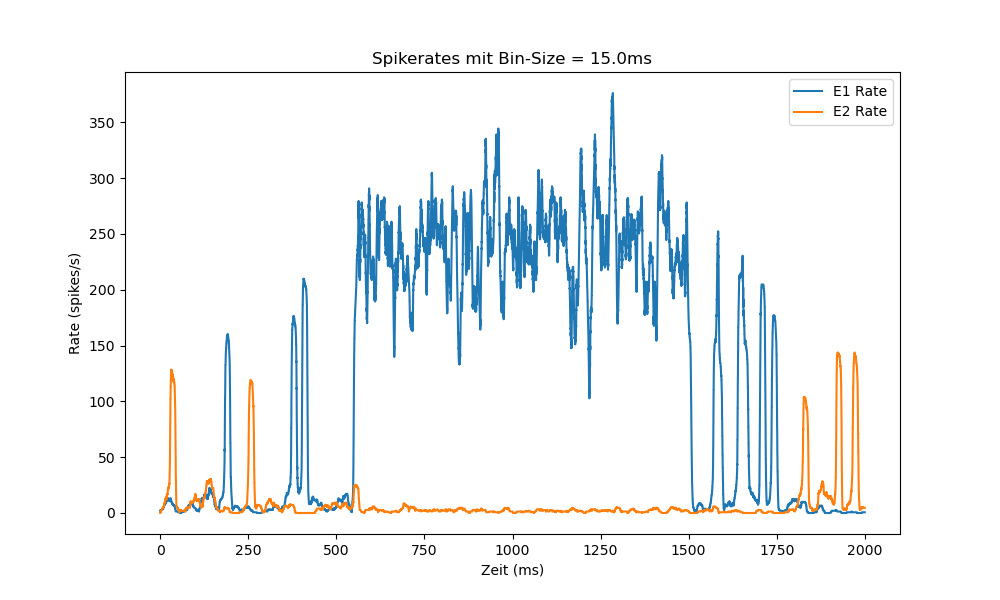 Spikerates mit Bin-Size = 15.0ms
E1 Rate
E2 Rate
Rate (spikes/s)
350
300
250
200
150
100
50
0
0 250 500 750 1000 1250 1500 1750 2000
Zeit (ms)